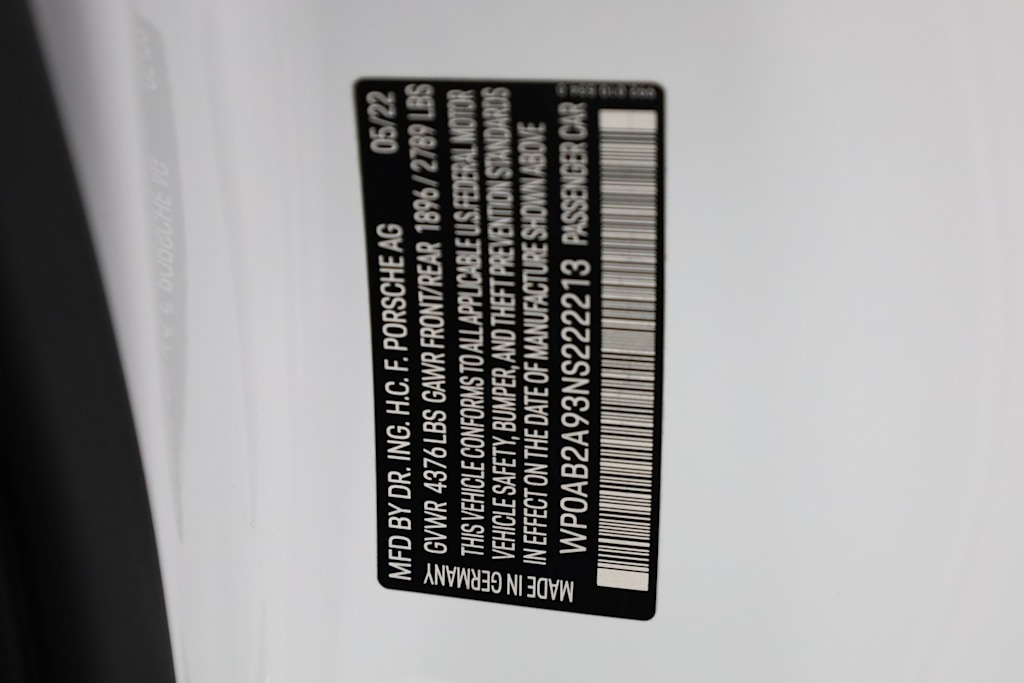 MFD BY DR. ING. H.C. F. PORSCHE AG 05/22
GVWR 4376 LBS GAWR FRONT/REAR 1896 / 2789 LBS
THIS VEHICLE CONFORMS TO ALL APPLICABLE U.S. FEDERAL MOTOR
VEHICLE SAFETY, BUMPER, AND THEFT PREVENTION STANDARDS
IN EFFECT ON THE DATE OF MANUFACTURE SHOWN ABOVE
WP0AB2A93NS222213 PASSENGER CAR
MADE IN GERMANY